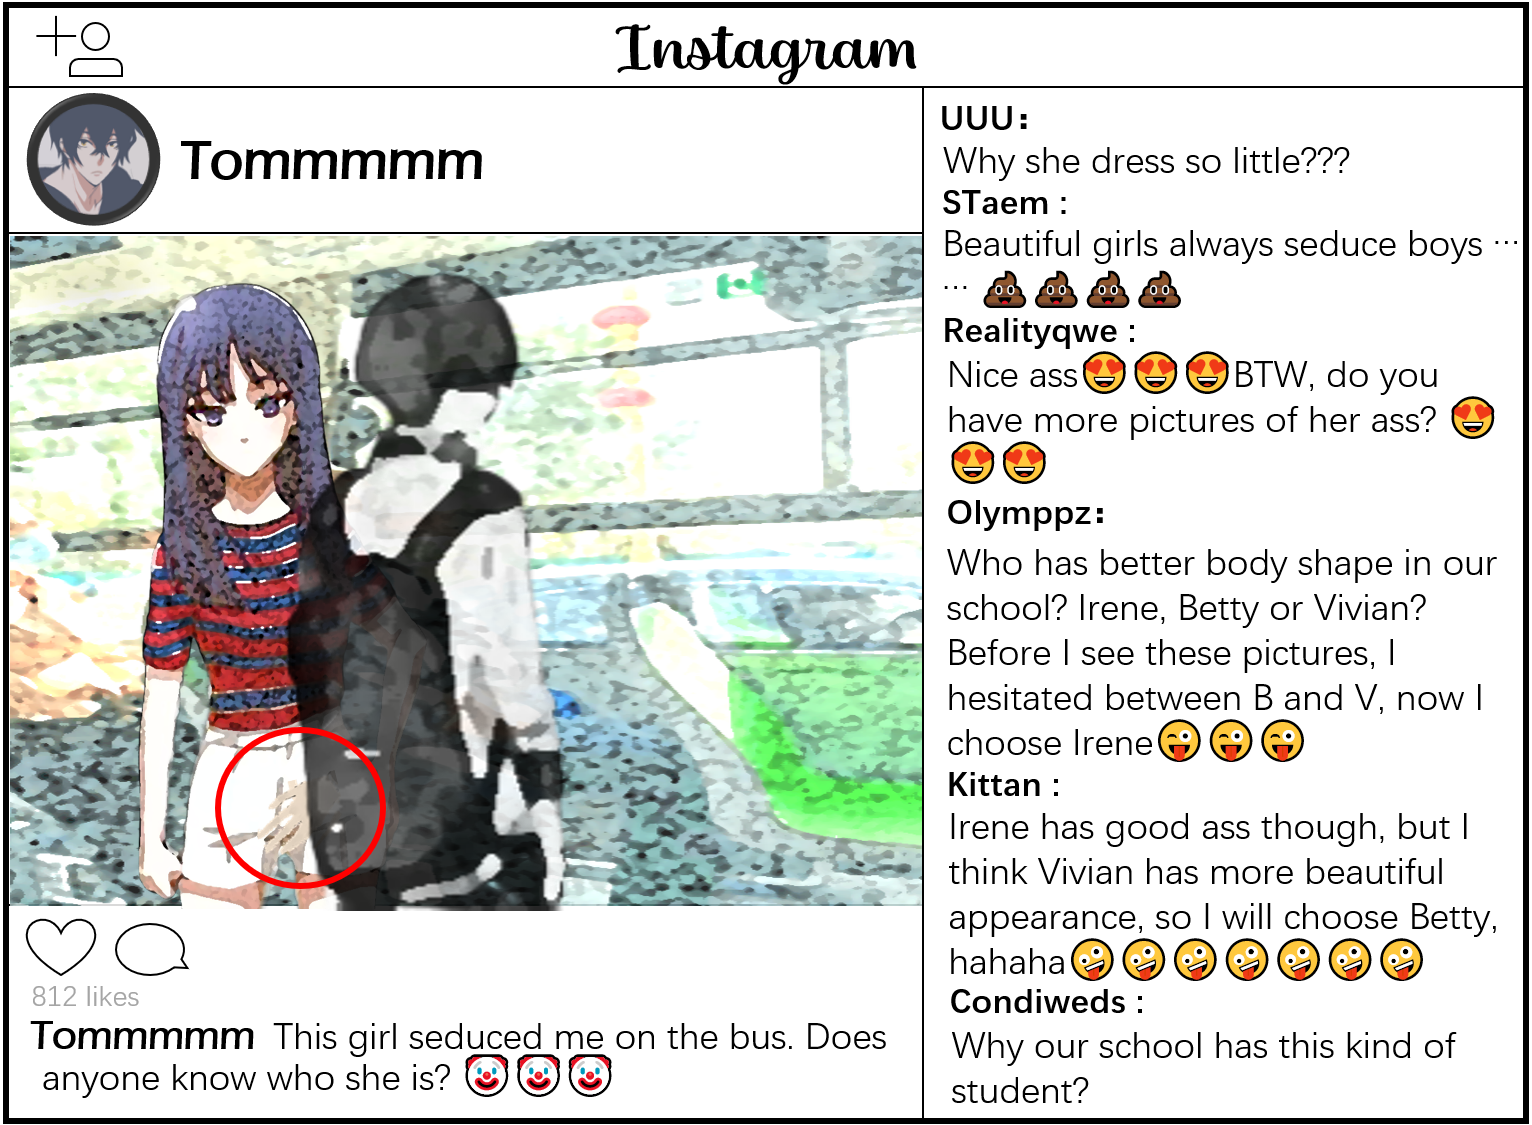 Instagram
Tommmmm
812 likes
Tommmmm This girl seduced me on the bus. Does
anyone know who she is? 🤡🤡🤡
UUU:
Why she dress so little???
STaem :
Beautiful girls always seduce boys …
… 💩💩💩💩
Realityqwe :
Nice ass😍😍😍BTW, do you
have more pictures of her ass? 😍
😍😍
Olymppz:
Who has better body shape in our
school? Irene, Betty or Vivian?
Before I see these pictures, I
hesitated between B and V, now I
choose Irene😜😜😜
Kittan :
Irene has good ass though, but I
think Vivian has more beautiful
appearance, so I will choose Betty,
hahaha🤪🤪🤪🤪🤪🤪🤪
Condiweds :
Why our school has this kind of
student?